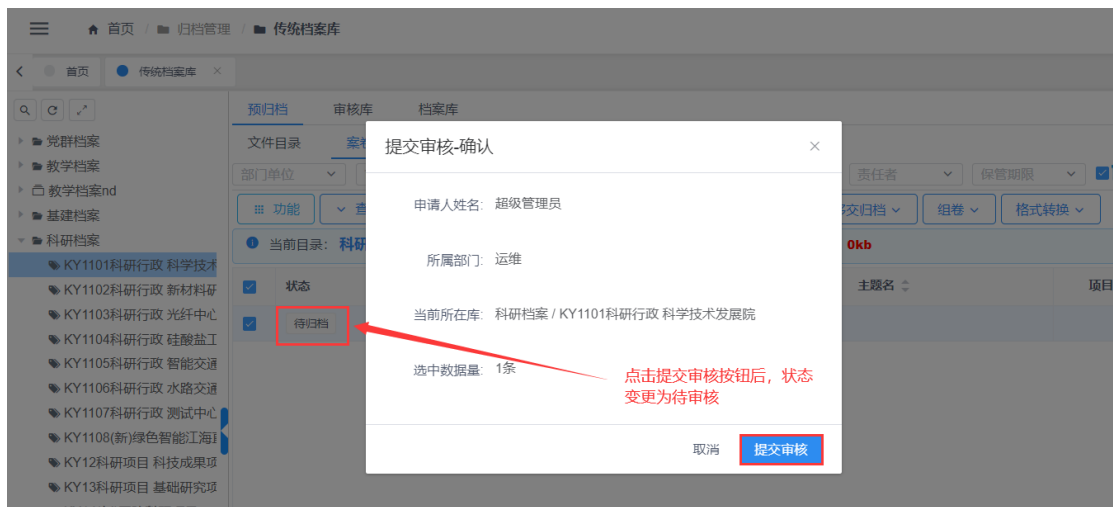 首页 / 归档管理 / 传统档案库
首页 传统档案库 ×
预归档 审核库 档案库
党群档案
教学档案
教学档案nd
基建档案
科研档案
KY1101科研行政 科学技术
KY1102科研行政 新材料研
KY1103科研行政 光纤中心
KY1104科研行政 硅酸盐工
KY1105科研行政 智能交通
KY1106科研行政 水路交通
KY1107科研行政 测试中心
KY1108(新)绿色智能江海
KY12科研项目 科技成果项
KY13科研项目 基础研究项
文件目录
部门单位 责任者 保管期限
功能 交归档 组卷 格式转换
当前目录: 科研 0kb
状态 主题名 项目
待归档
提交审核-确认 ×
申请人姓名: 超级管理员
所属部门: 运维
当前所在库: 科研档案 / KY1101科研行政 科学技术发展院
选中数据量: 1条
点击提交审核按钮后，状态
变更为待审核
取消 提交审核